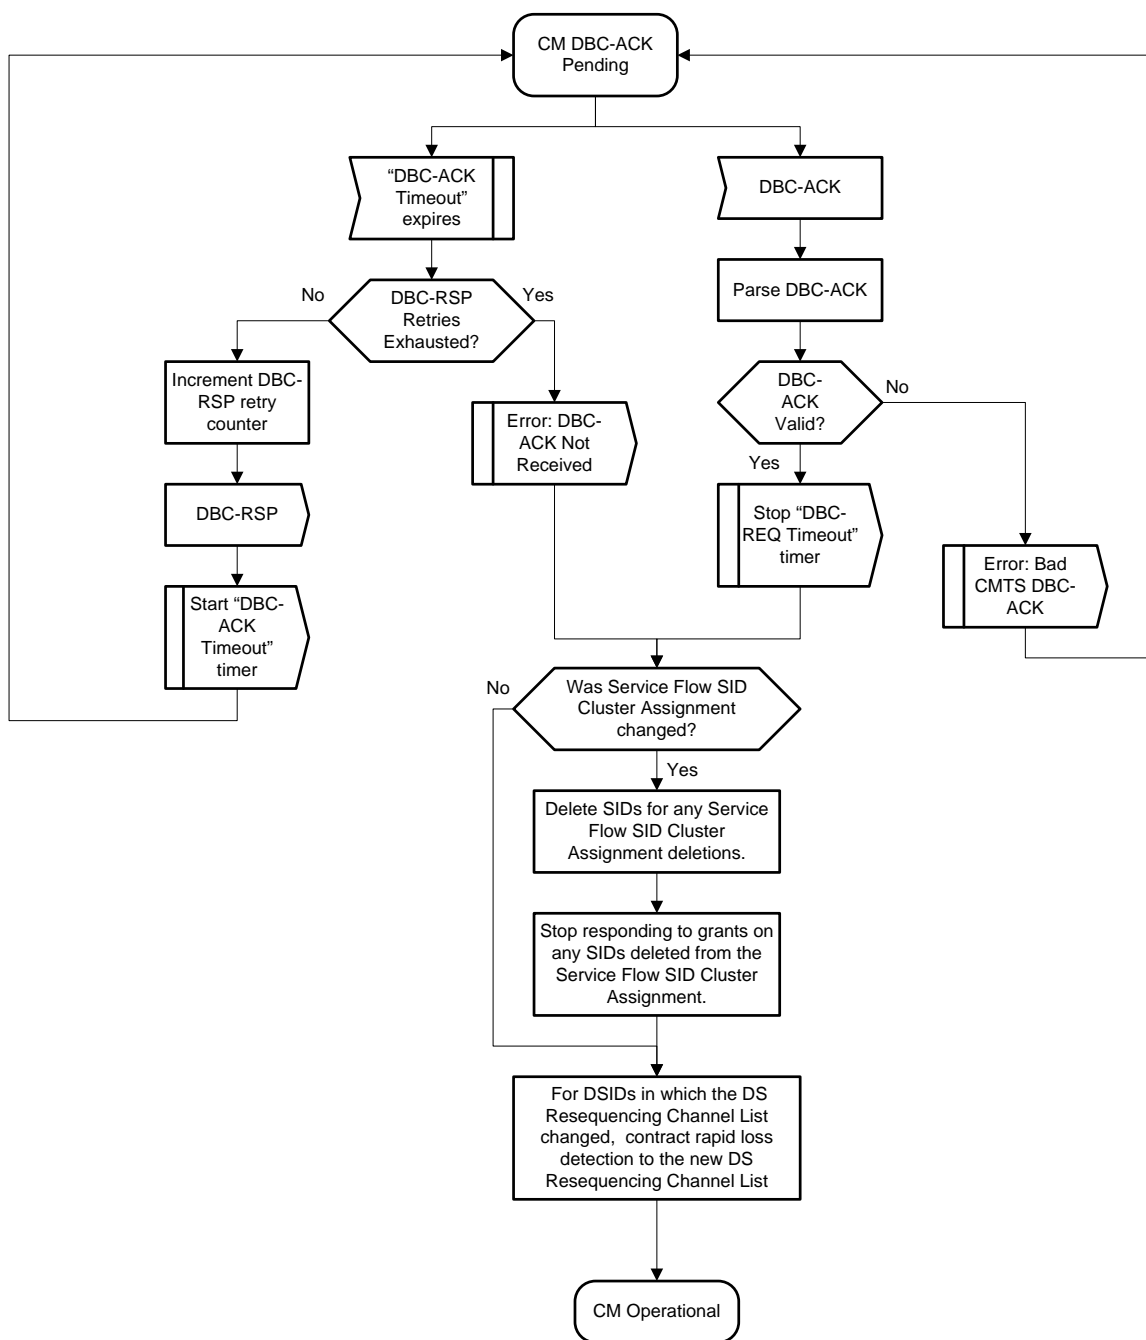 CM DBC-ACK
Pending
“DBC-ACK
Timeout”
expires
DBC-ACK
No
DBC-RSP
Retries
Exhausted?
Yes
Parse DBC-ACK
Increment DBC-
RSP retry
counter
Error: DBC-
ACK Not
Received
DBC-
ACK
Valid?
No
Yes
DBC-RSP
Stop “DBC-
REQ Timeout”
timer
Start “DBC-
ACK
Timeout”
timer
Error: Bad
CMTS DBC-
ACK
No
Was Service Flow SID
Cluster Assignment
changed?
Yes
Delete SIDs for any Service
Flow SID Cluster
Assignment deletions.
Stop responding to grants on
any SIDs deleted from the
Service Flow SID Cluster
Assignment.
For DSIDs in which the DS
Resequencing Channel List
changed,  contract rapid loss
detection to the new DS
Resequencing Channel List
CM Operational